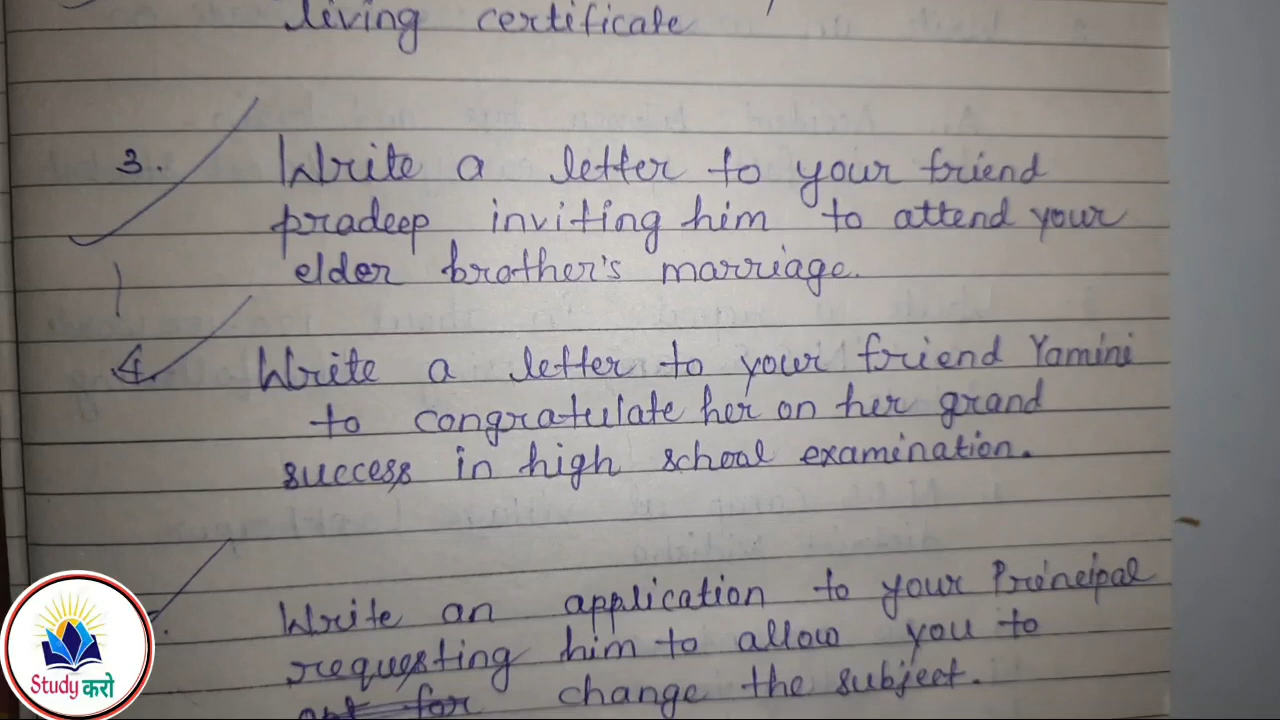 living certificate
3. Write a letter to your friend
pradeep inviting him to attend your
elder brother's marriage.
4. Write a letter to your friend Yamini
to congratulate her on her grand
success in high school examination.
Write an application to your Principal
requesting him to allow you to
opt for change the subject.
Study करो